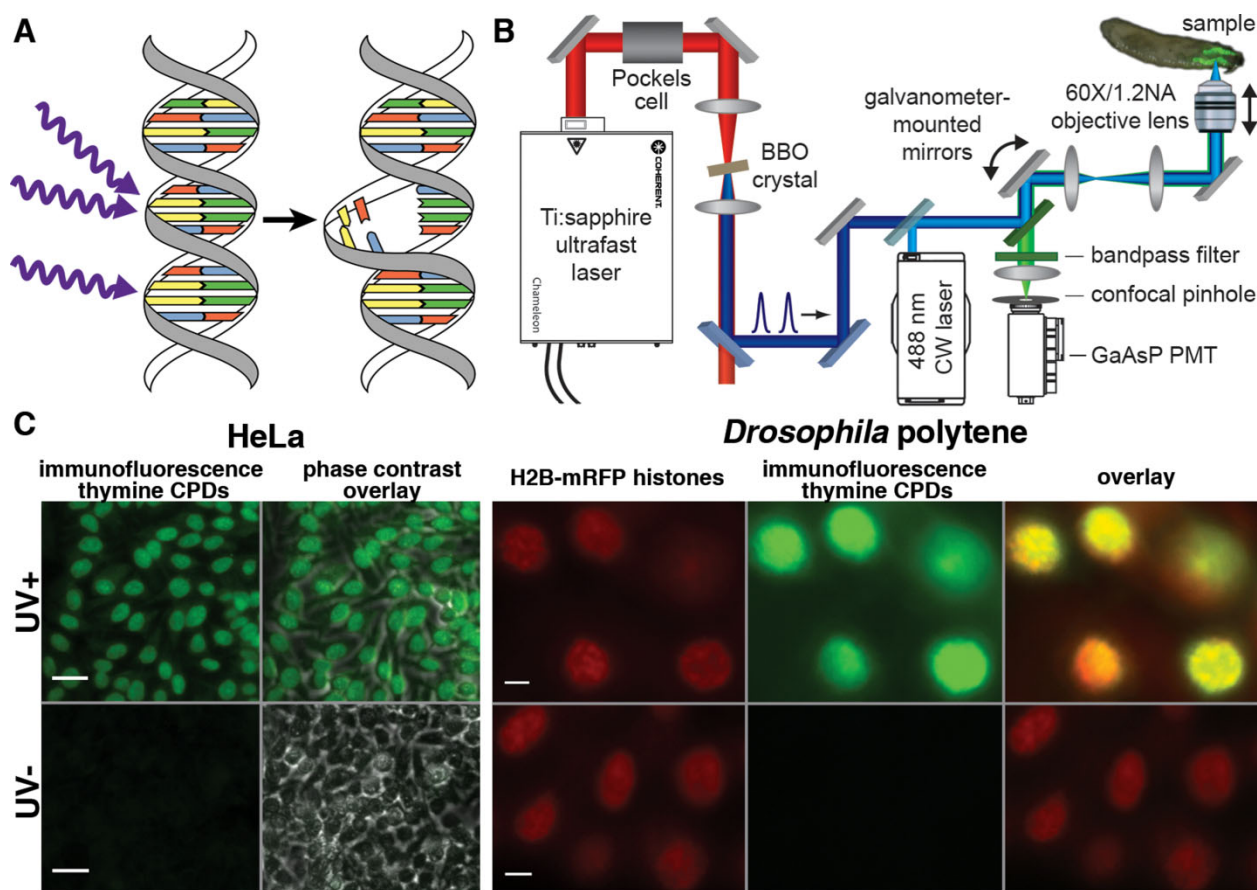 A
B
sample
Pockels
cell
60X/1.2NA
objective lens
galvanometer-
mounted
mirrors
BBO
crystal
COHERENT.
Ti:sapphire
ultrafast
laser
Chameleon
488 nm
CW laser
bandpass filter
confocal pinhole
GaAsP PMT
C
HeLa
Drosophila polytene
immunofluorescence
thymine CPDs
phase contrast
overlay
H2B-mRFP histones
immunofluorescence
thymine CPDs
overlay
UV+
UV-